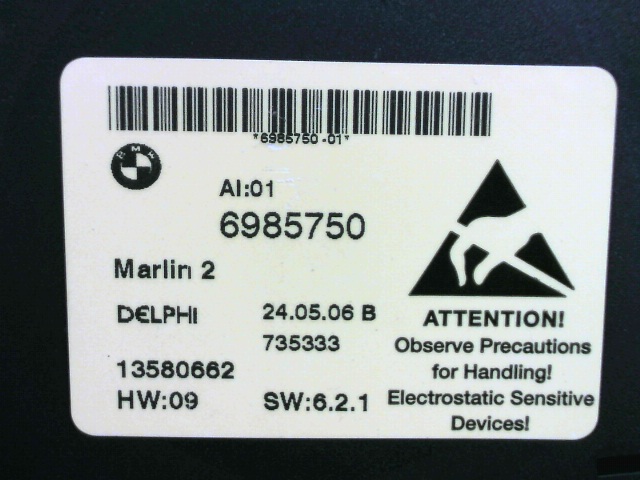 *6985750-01*
BMW
AI:01
6985750
Marlin 2
DELPHI 24.05.06 B
735333
13580662
HW:09 SW:6.2.1
ATTENTION!
Observe Precautions
for Handling!
Electrostatic Sensitive
Devices!